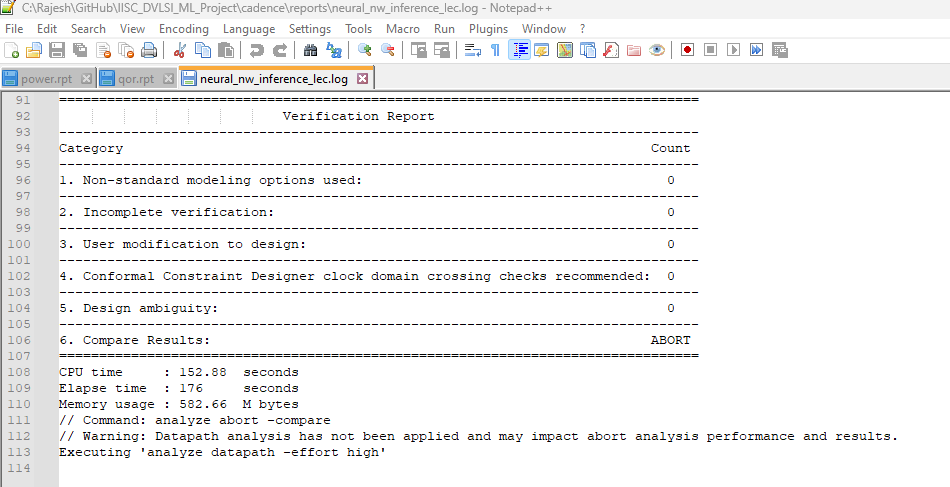 C:\Rajesh\GitHub\IISC_DVLSI_ML_Project\cadence\reports\neural_nw_inference_lec.log - Notepad++
File Edit Search View Encoding Language Settings Tools Macro Run Plugins Window ?
power.rpt qor.rpt neural_nw_inference_lec.log
91 ================================================================================
92 Verification Report
93 --------------------------------------------------------------------------------
94 Category Count
95 --------------------------------------------------------------------------------
96 1. Non-standard modeling options used: 0
97 --------------------------------------------------------------------------------
98 2. Incomplete verification: 0
99 --------------------------------------------------------------------------------
100 3. User modification to design: 0
101 --------------------------------------------------------------------------------
102 4. Conformal Constraint Designer clock domain crossing checks recommended: 0
103 --------------------------------------------------------------------------------
104 5. Design ambiguity: 0
105 --------------------------------------------------------------------------------
106 6. Compare Results: ABORT
107 ================================================================================
108 CPU time : 152.88 seconds
109 Elapse time : 176 seconds
110 Memory usage : 582.66 M bytes
111 // Command: analyze abort -compare
112 // Warning: Datapath analysis has not been applied and may impact abort analysis performance and results.
113 Executing 'analyze datapath -effort high'
114